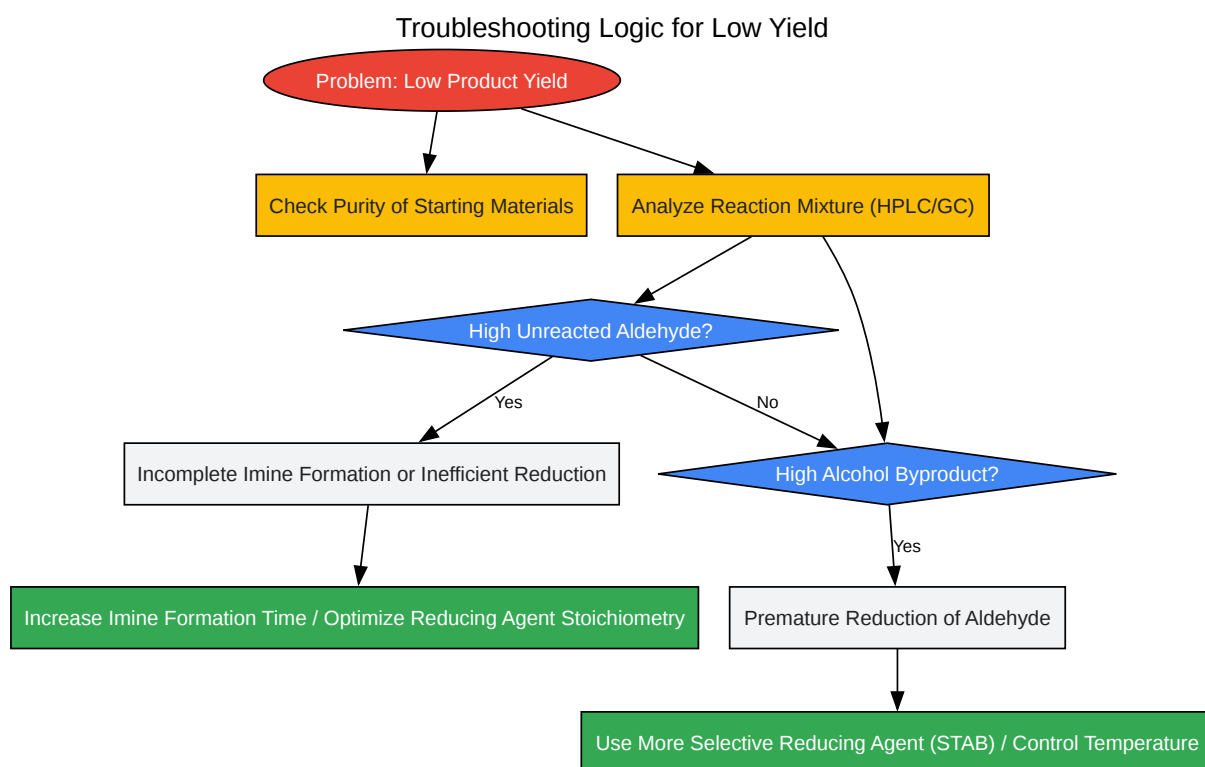 Troubleshooting Logic for Low Yield
Problem: Low Product Yield
Check Purity of Starting Materials
Analyze Reaction Mixture (HPLC/GC)
High Unreacted Aldehyde?
Yes
No
Incomplete Imine Formation or Inefficient Reduction
High Alcohol Byproduct?
Yes
Increase Imine Formation Time / Optimize Reducing Agent Stoichiometry
Premature Reduction of Aldehyde
Use More Selective Reducing Agent (STAB) / Control Temperature